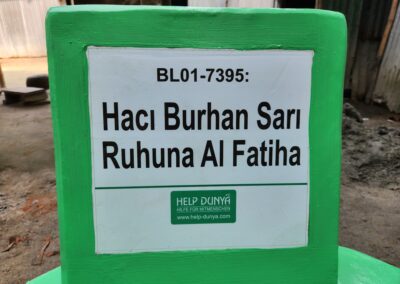 BL01-7395:
Hacı Burhan Sarı
Ruhuna Al Fatiha
HELP DUNYA
HILFE FÜR MITMENSCHEN
www.help-dunya.com